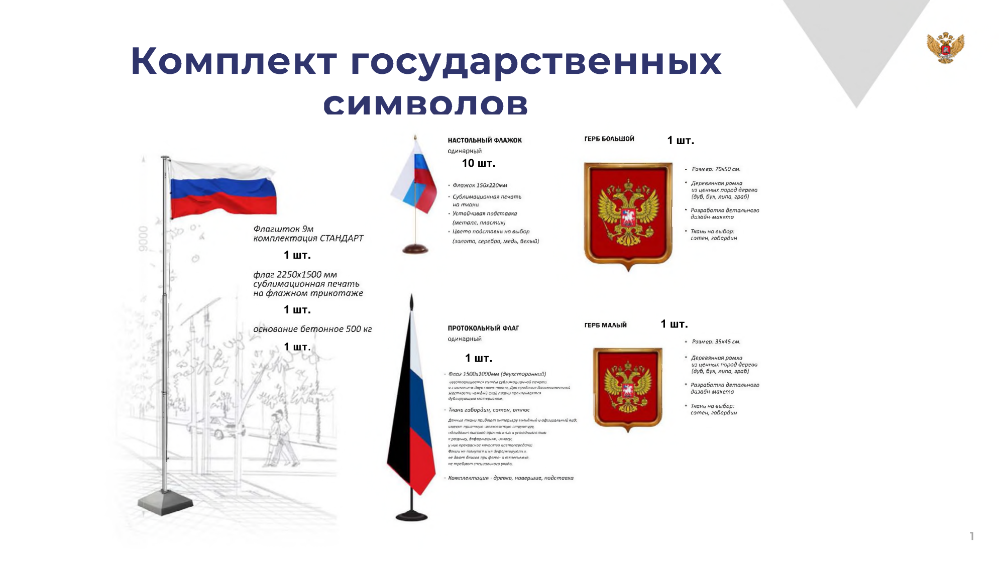 Комплект государственных
символов
9000
Флагшток 9м
комплектация СТАНДАРТ
1 шт.
флаг 2250х1500 мм
сублимационная печать
на флажном трикотаже
1 шт.
основание бетонное 500 кг
1 шт.
НАСТОЛЬНЫЙ ФЛАЖОК
одинарный
10 шт.
• Флажок 150х220мм
• Сублимационная печать
на ткани
• Устойчивая подставка
(металл, пластик)
• Цвета подставки на выбор
(золото, серебро, медь, белый)
ГЕРБ БОЛЬШОЙ
1 шт.
• Размер: 70х50 см.
• Деревянная рамка
из ценных пород дерева
(дуб, бук, липа, граб)
• Разработка детального
дизайн-макета
• Ткань на выбор:
сатен, габардин
ПРОТОКОЛЬНЫЙ ФЛАГ
одинарный
1 шт.
• Флаг 1500х1000мм (двухсторонний)
изготавливается путём сублимационной печати
и сшиванием двух слоев ткани. Для придания дополнительной
жесткости каждый слой ткани проклеивается
дублирующим материалом.
• Ткань габардин, сатен, атлас
Данные ткани придают интерьеру солидный и официальный вид;
имеют приятную шелковистую структуру,
обладают высокой прочностью и устойчивостью
к разрыву, деформациям, износу;
у них прекрасное качество цветопередачи;
Флаги не тянутся и не деформируются,
не дают бликов при фото- и телесъемке,
не требуют специального ухода.
• Комплектация - древко, навершие, подставка
ГЕРБ МАЛЫЙ
1 шт.
• Размер: 35х45 см.
• Деревянная рамка
из ценных пород дерева
(дуб, бук, липа, граб)
• Разработка детального
дизайн-макета
• Ткань на выбор:
сатен, габардин
1